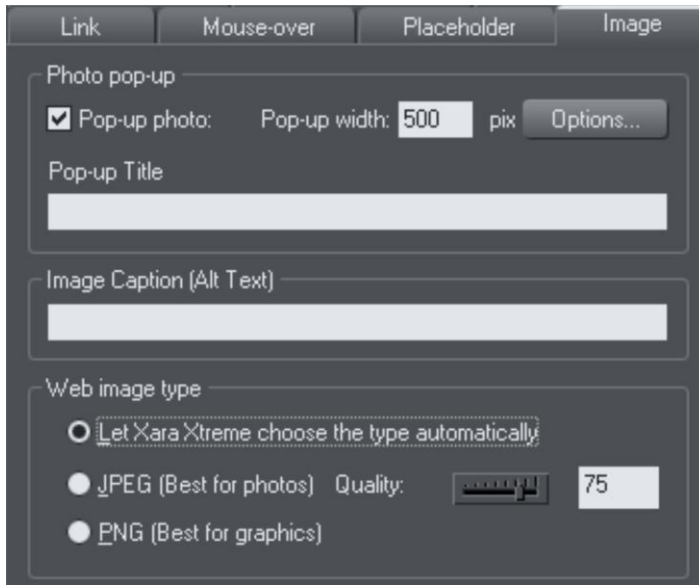 Link Mouse-over Placeholder Image
Photo pop-up
Pop-up photo: Pop-up width: 500 pix Options...
Pop-up Title
Image Caption (Alt Text)
Web image type
Let Xara Xtreme choose the type automatically
JPEG (Best for photos) Quality: 75
PNG (Best for graphics)